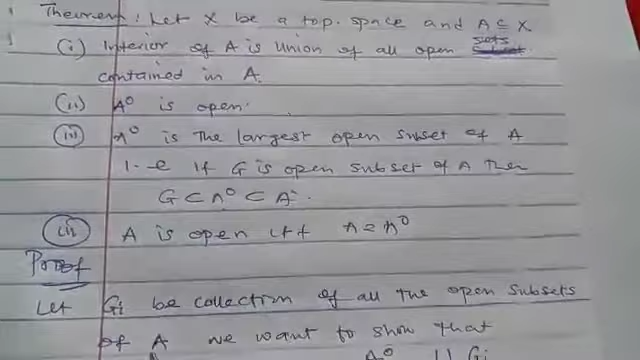 Theorem: Let X be a top. space and A ⊆ X
(i) Interior of A is union of all open sets
contained in A.
(ii) A° is open.
(iii) A° is the largest open subset of A
i.e if G is open subset of A then
G ⊂ A° ⊂ A.
A is open iff A = A°
Proof
Let Gi be collection of all the open subsets
of A we want to show that
A° Gi